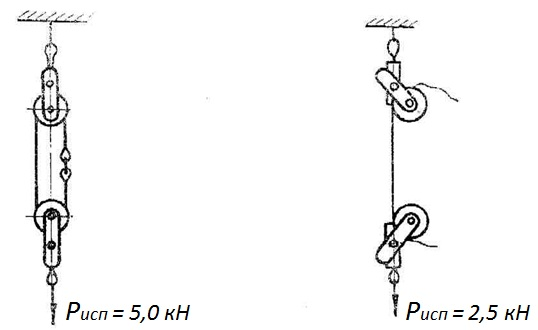 Pисп = 5,0 кН
Pисп = 2,5 кН